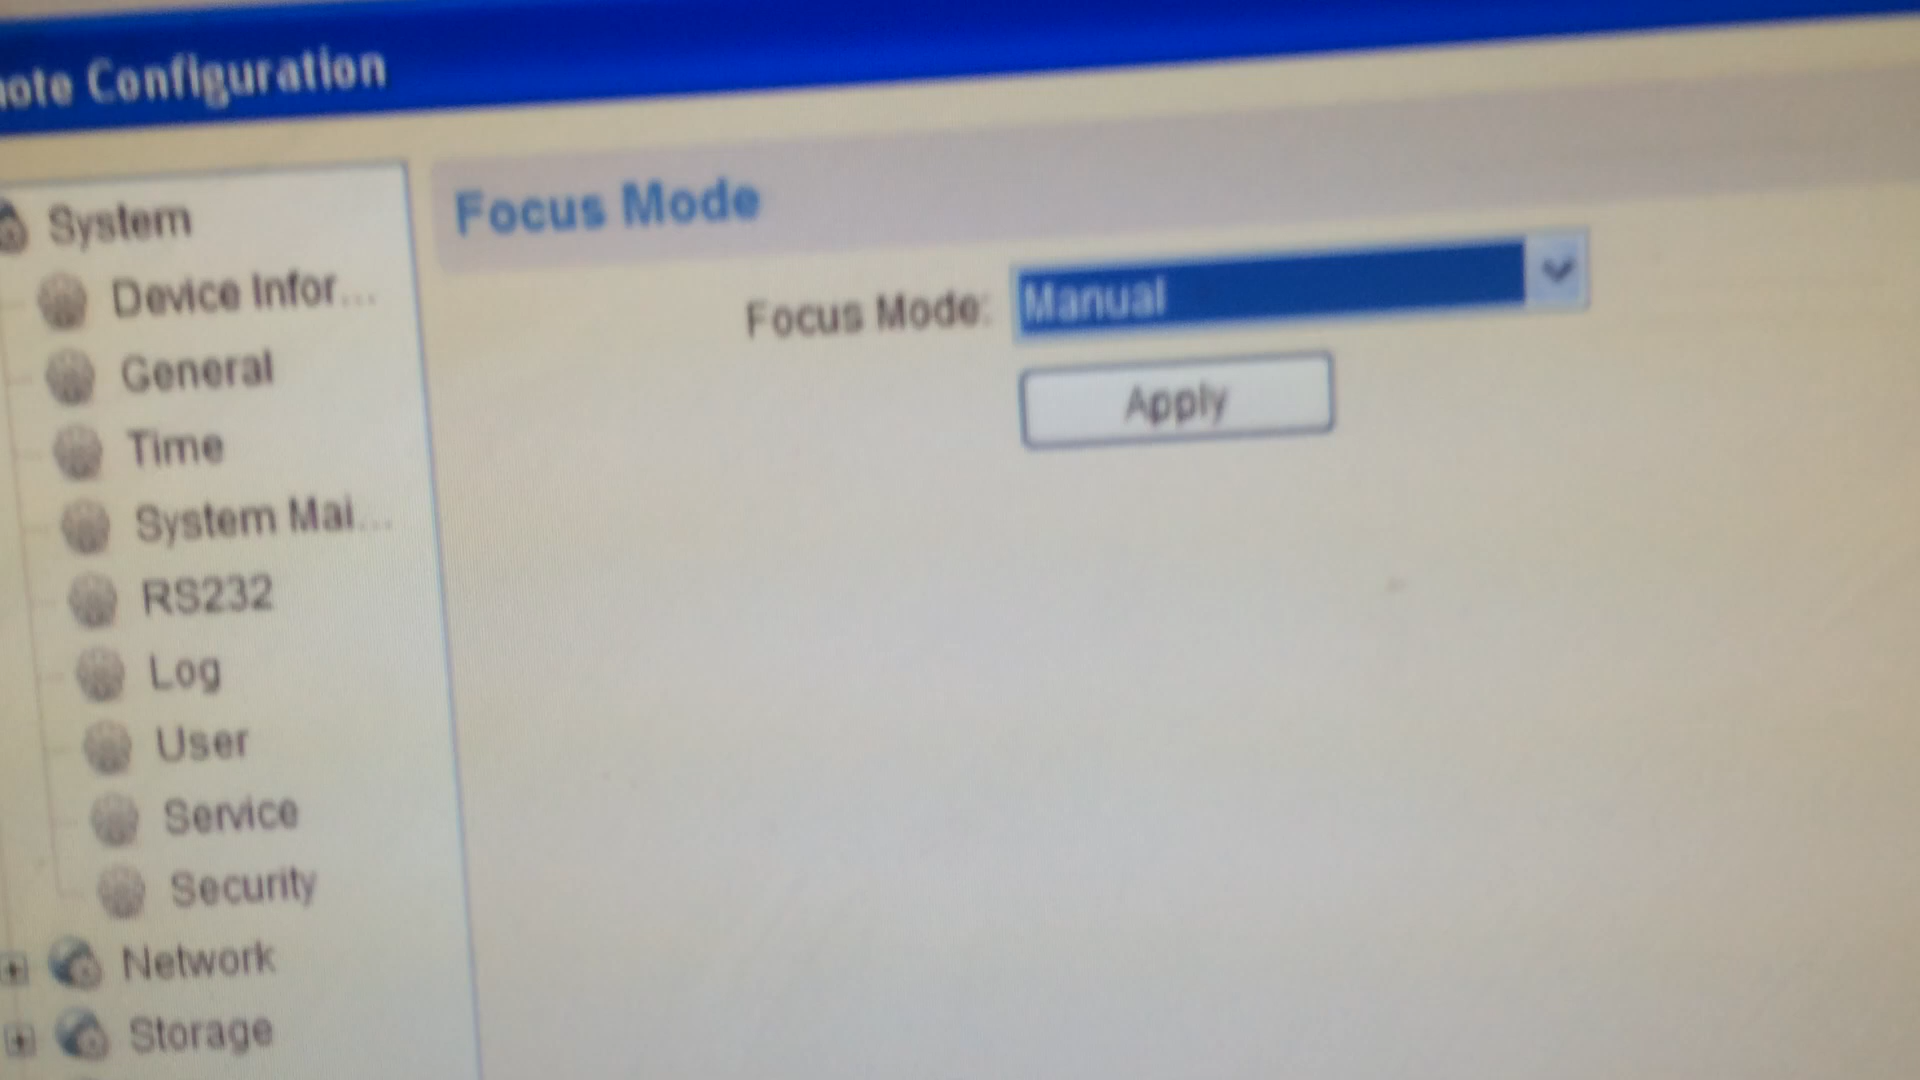 ote Configuration
System
Device Infor...
General
Time
System Mai...
RS232
Log
User
Service
Security
Network
Storage
Focus Mode
Focus Mode: Manual
Apply